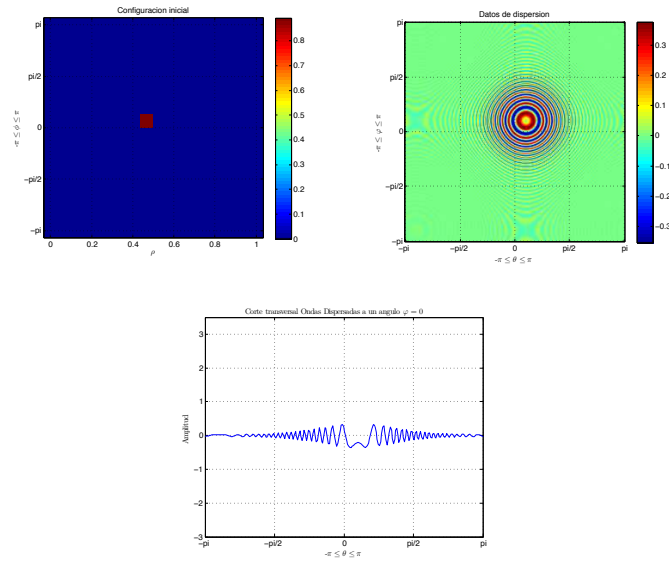 Configuracion inicial
pi
pi/2
0
−pi/2
−pi
-π ≤ ϕ ≤ π
0
0.2
0.4
0.6
0.8
1
ρ
0.8
0.7
0.6
0.5
0.4
0.3
0.2
0.1
0
Datos de dispersion
pi
pi/2
0
−pi/2
−pi
-π ≤ φ ≤ π
−pi
−pi/2
0
pi/2
pi
-π ≤ θ ≤ π
0.3
0.2
0.1
0
−0.1
−0.2
−0.3
Corte transversal Ondas Dispersadas a un angulo φ = 0
3
2
1
0
−1
−2
−3
Amplitud
−pi
−pi/2
0
pi/2
pi
-π ≤ θ ≤ π